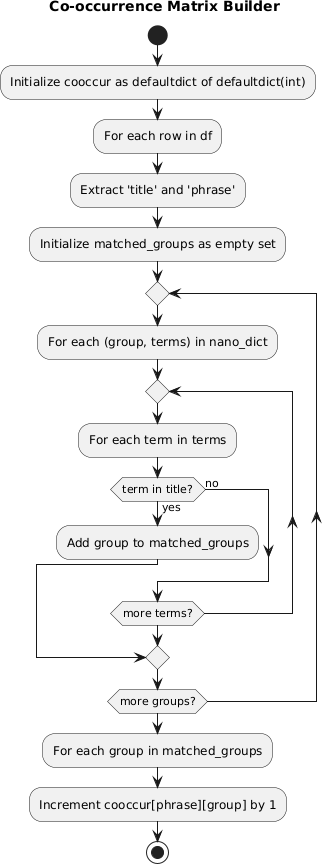 Co-occurrence Matrix Builder
Initialize cooccur as defaultdict of defaultdict(int)
For each row in df
Extract 'title' and 'phrase'
Initialize matched_groups as empty set
For each (group, terms) in nano_dict
For each term in terms
term in title?
no
yes
Add group to matched_groups
more terms?
more groups?
For each group in matched_groups
Increment cooccur[phrase][group] by 1